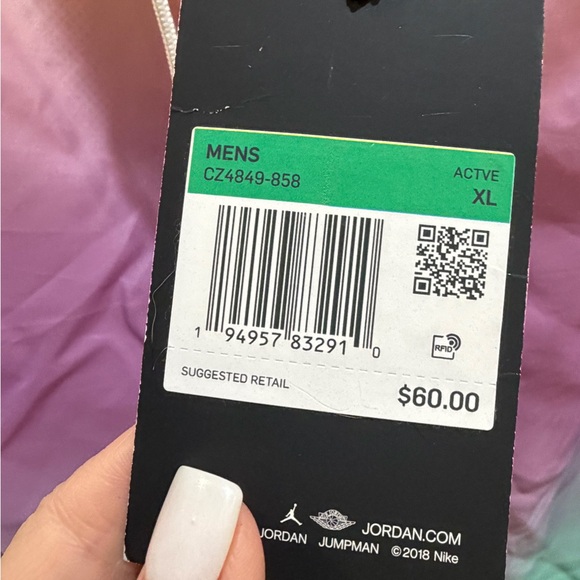 MENS
CZ4849-858
ACTVE
XL
1 94957 83291 0
RFID
SUGGESTED RETAIL
$60.00
JORDAN.COM
JORDAN JUMPMAN ©2018 Nike